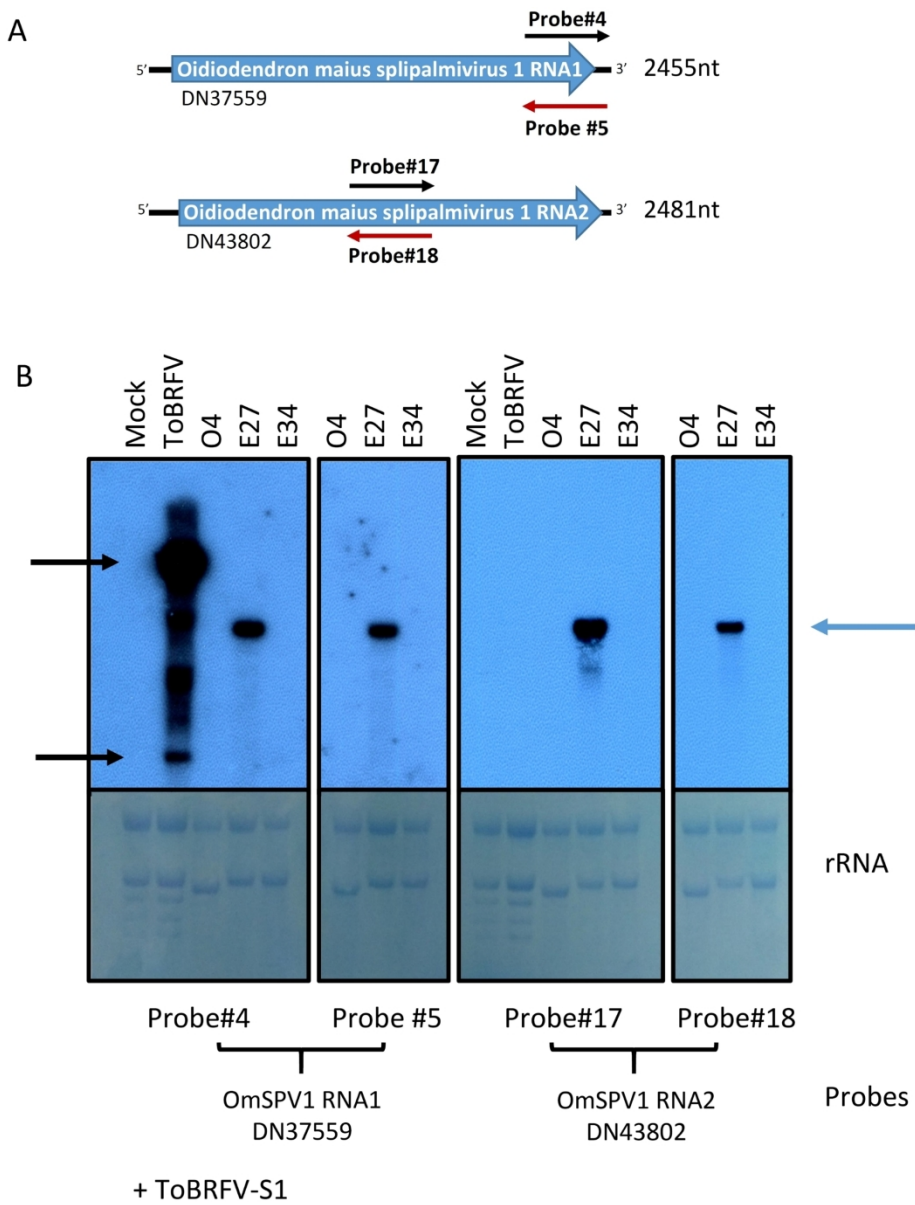 A
Probe#4
5’ Oidiodendron maius splipalmivirus 1 RNA1 3’ 2455nt
DN37559
Probe #5
Probe#17
5’ Oidiodendron maius splipalmivirus 1 RNA2 3’ 2481nt
DN43802
Probe#18
B
Mock ToBRFV O4 E27 E34 O4 E27 E34 Mock ToBRFV O4 E27 E34 O4 E27 E34
rRNA
Probe#4 Probe #5 Probe#17 Probe#18
OmSPV1 RNA1 OmSPV1 RNA2 Probes
DN37559 DN43802
+ ToBRFV-S1